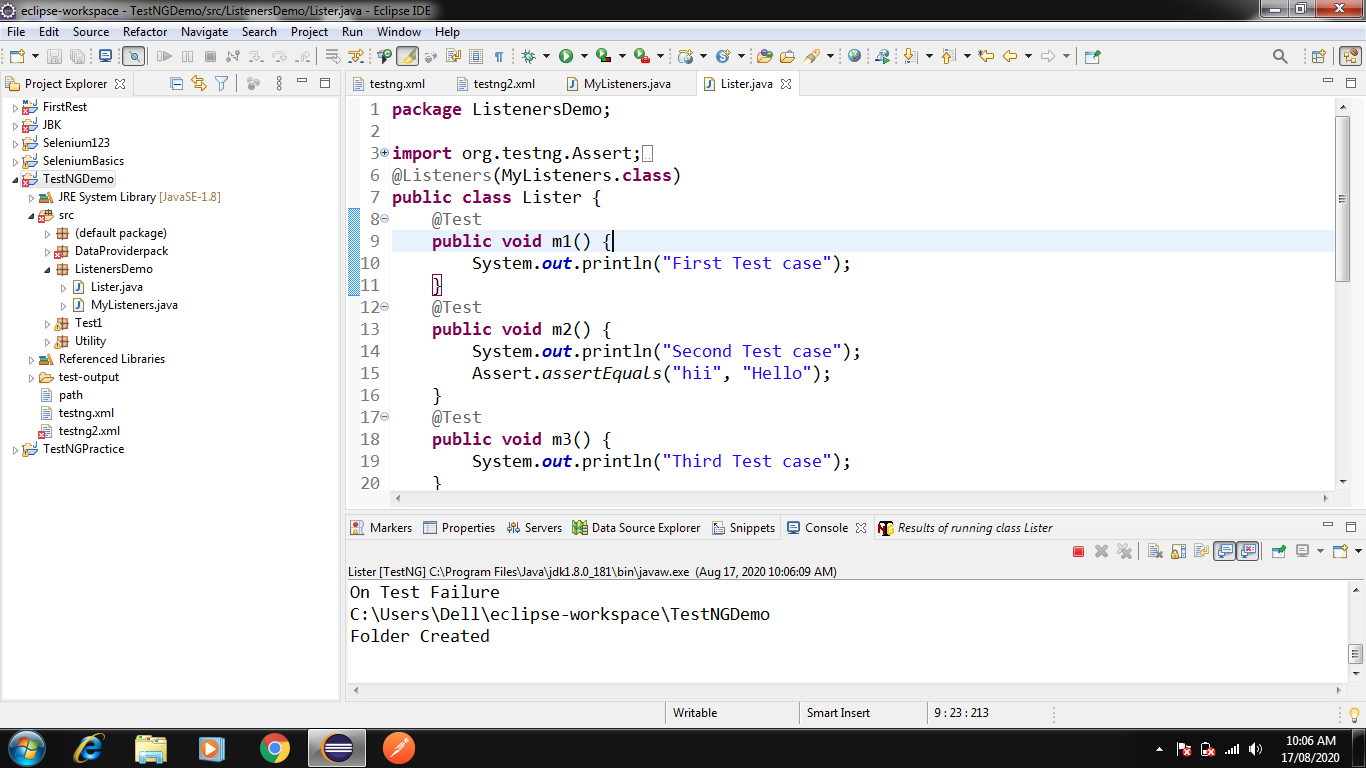 eclipse-workspace - TestNGDemo/src/ListenersDemo/Lister.java - Eclipse IDE
File Edit Source Refactor Navigate Search Project Run Window Help
Project Explorer
testng.xml testng2.xml MyListeners.java Lister.java
FirstRest
JBK
Selenium123
SeleniumBasics
TestNGDemo
JRE System Library [JavaSE-1.8]
src
(default package)
DataProviderpack
ListenersDemo
Lister.java
MyListeners.java
Test1
Utility
Referenced Libraries
test-output
path
testng.xml
testng2.xml
TestNGPractice
1 package ListenersDemo;
2
3 import org.testng.Assert;
6 @Listeners(MyListeners.class)
7 public class Lister {
8 @Test
9 public void m1() {
10 System.out.println("First Test case");
11 }
12 @Test
13 public void m2() {
14 System.out.println("Second Test case");
15 Assert.assertEquals("hii", "Hello");
16 }
17 @Test
18 public void m3() {
19 System.out.println("Third Test case");
20 }
Markers Properties Servers Data Source Explorer Snippets Console Results of running class Lister
Lister [TestNG] C:\Program Files\Java\jdk1.8.0_181\bin\javaw.exe (Aug 17, 2020 10:06:09 AM)
On Test Failure
C:\Users\Dell\eclipse-workspace\TestNGDemo
Folder Created
Writable Smart Insert 9 : 23 : 213
10:06 AM
17/08/2020